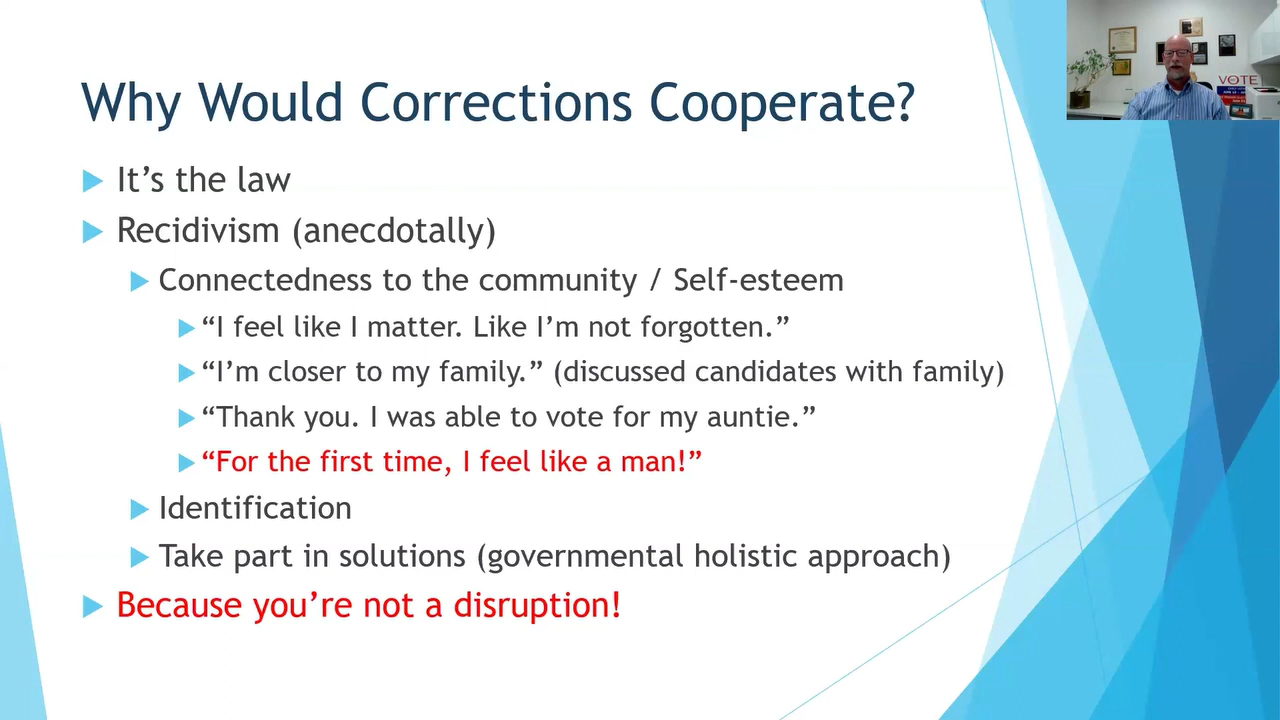 Why Would Corrections Cooperate?
It’s the law
Recidivism (anecdotally)
Connectedness to the community / Self-esteem
“I feel like I matter. Like I’m not forgotten.”
“I’m closer to my family.” (discussed candidates with family)
“Thank you. I was able to vote for my auntie.”
“For the first time, I feel like a man!”
Identification
Take part in solutions (governmental holistic approach)
Because you’re not a disruption!
VOTE